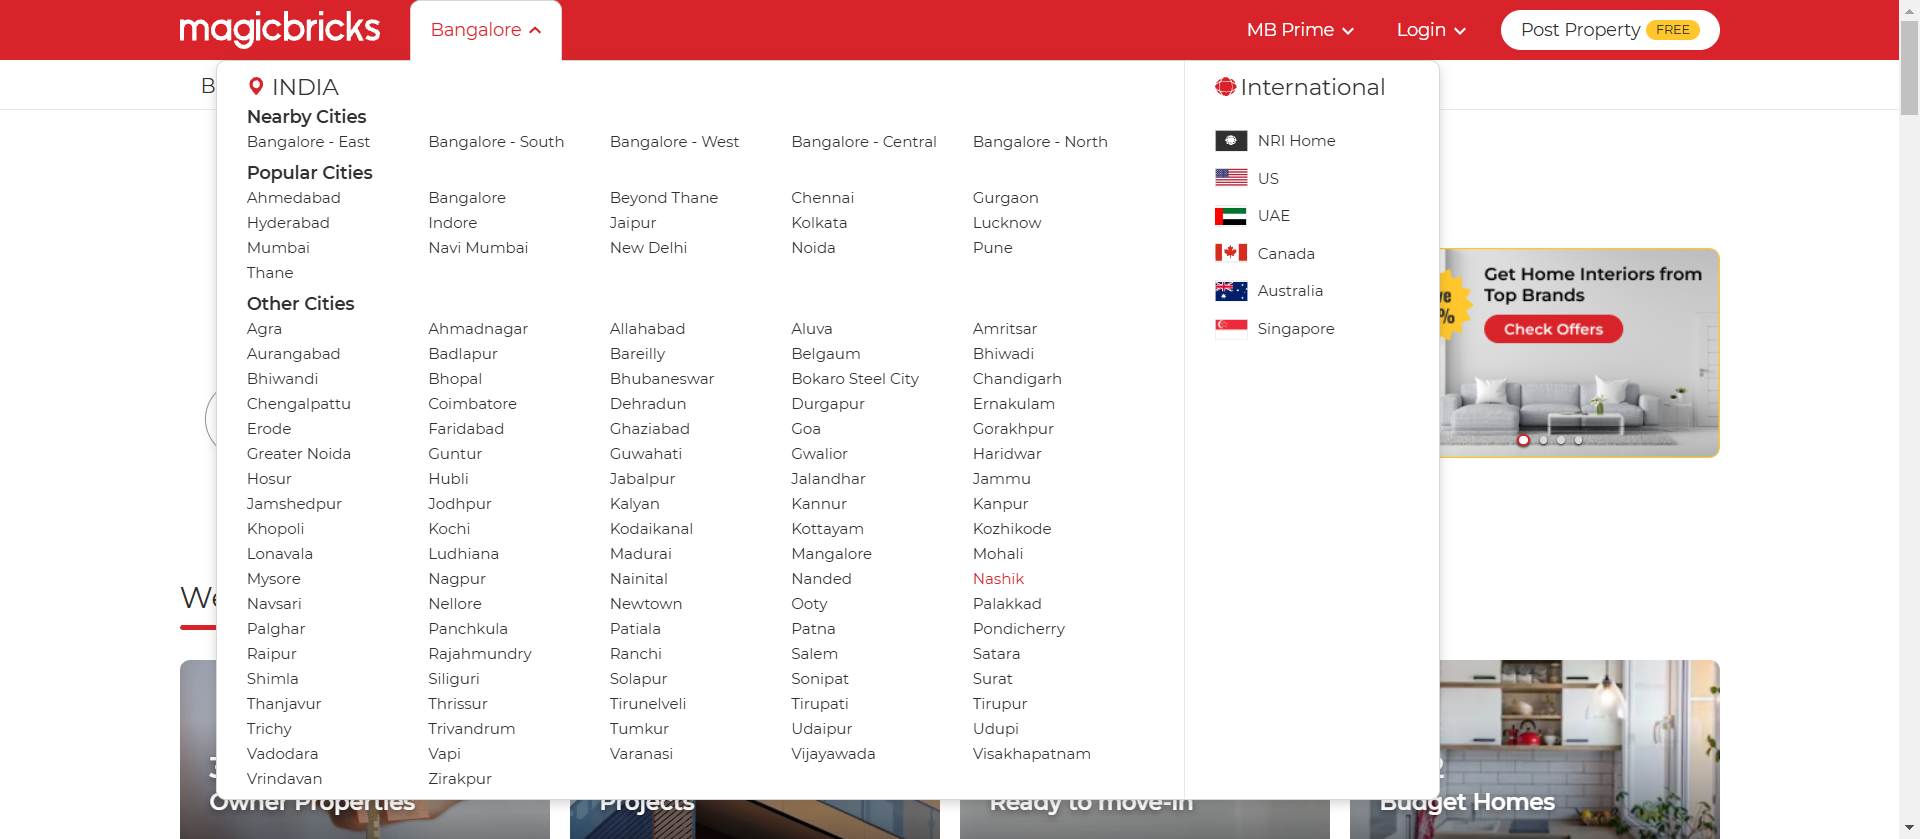 magicbricks
Bangalore
MB Prime
Login
Post Property FREE
B
INDIA
Nearby Cities
Bangalore - East Bangalore - South Bangalore - West Bangalore - Central Bangalore - North
Popular Cities
Ahmedabad Bangalore Beyond Thane Chennai Gurgaon
Hyderabad Indore Jaipur Kolkata Lucknow
Mumbai Navi Mumbai New Delhi Noida Pune
Thane
Other Cities
Agra Ahmadnagar Allahabad Aluva Amritsar
Aurangabad Badlapur Bareilly Belgaum Bhiwadi
Bhiwandi Bhopal Bhubaneswar Bokaro Steel City Chandigarh
Chengalpattu Coimbatore Dehradun Durgapur Ernakulam
Erode Faridabad Ghaziabad Goa Gorakhpur
Greater Noida Guntur Guwahati Gwalior Haridwar
Hosur Hubli Jabalpur Jalandhar Jammu
Jamshedpur Jodhpur Kalyan Kannur Kanpur
Khopoli Kochi Kodaikanal Kottayam Kozhikode
Lonavala Ludhiana Madurai Mangalore Mohali
Mysore Nagpur Nainital Nanded Nashik
Navsari Nellore Newtown Ooty Palakkad
Palghar Panchkula Patiala Patna Pondicherry
Raipur Rajahmundry Ranchi Salem Satara
Shimla Siliguri Solapur Sonipat Surat
Thanjavur Thrissur Tirunelveli Tirupati Tirupur
Trichy Trivandrum Tumkur Udaipur Udupi
Vadodara Vapi Varanasi Vijayawada Visakhapatnam
Vrindavan Zirakpur
International
NRI Home
US
UAE
Canada
Australia
Singapore
Get Home Interiors from
Top Brands
Check Offers
We
Owner Properties
Projects
Ready to move-in
Budget Homes